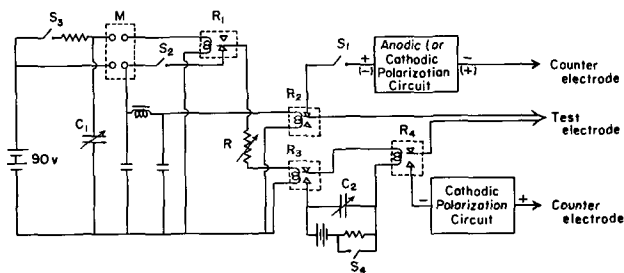 S3
M
R1
S2
S1
Anodic (or
Cathodic
Polarization
Circuit
+
(−)
−
(+)
Counter
electrode
C1
R2
Test
electrode
R
R3
R4
90 v
C2
−
Cathodic
Polarization
Circuit
+
Counter
electrode
S4